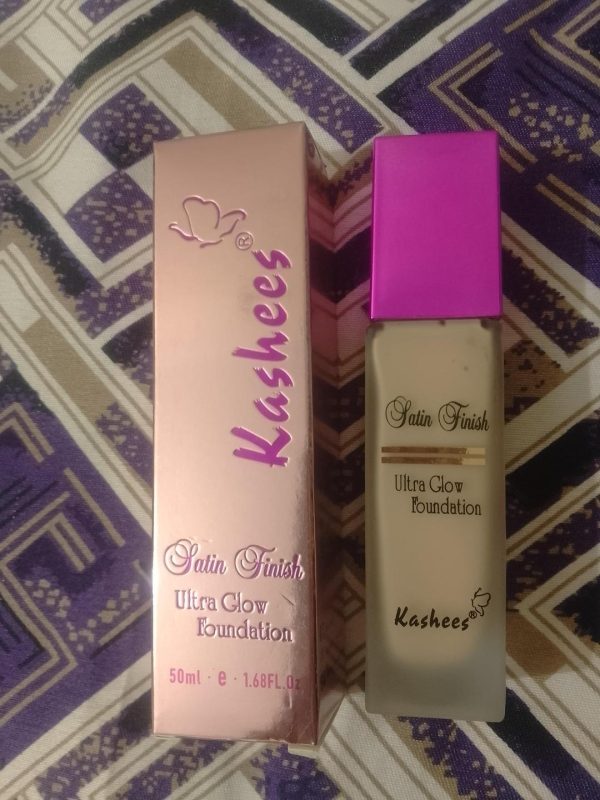 Kashees®
Satin Finish
Ultra Glow
Foundation
50ml · e · 1.68FL.Oz
Satin Finish
Ultra Glow
Foundation
Kashees®